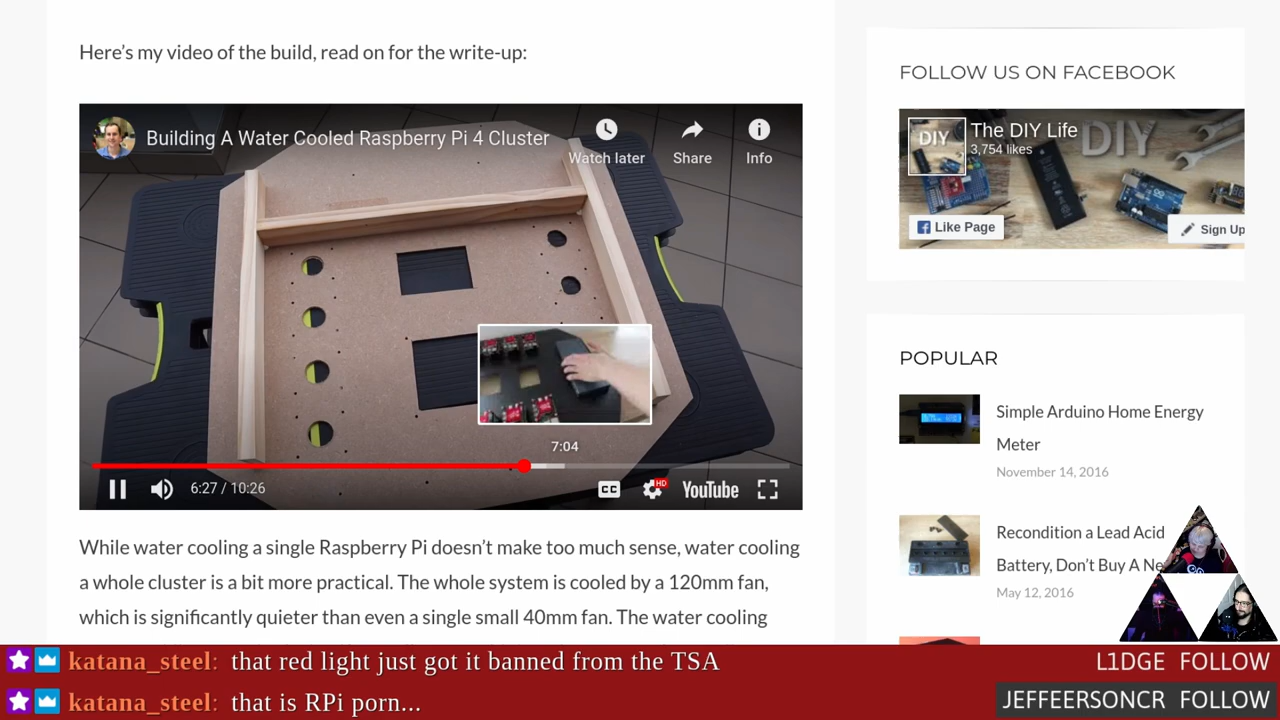 Here's my video of the build, read on for the write-up:
Building A Water Cooled Raspberry Pi 4 Cluster
Watch later
Share
Info
7:04
6:27 / 10:26
CC
HD
YouTube
While water cooling a single Raspberry Pi doesn't make too much sense, water cooling
a whole cluster is a bit more practical. The whole system is cooled by a 120mm fan,
which is significantly quieter than even a single small 40mm fan. The water cooling
FOLLOW US ON FACEBOOK
DIY
The DIY Life
3,754 likes
DIY
Like Page
Sign Up
POPULAR
Simple Arduino Home Energy
Meter
November 14, 2016
Recondition a Lead Acid
Battery, Don't Buy A Ne
May 12, 2016
katana_steel: that red light just got it banned from the TSA
katana_steel: that is RPi porn...
L1DGE FOLLOW
JEFFEERSONCR FOLLOW